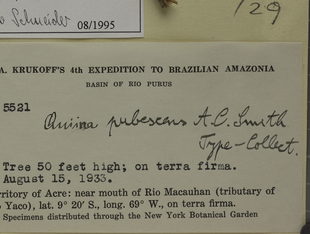 Schneider
08/1995
129
A. KRUKOFF'S 4th EXPEDITION TO BRAZILIAN AMAZONIA
BASIN OF RIO PURUS
5521
Quiina pubescens A.C. Smith
Type-Collect.
Tree 50 feet high; on terra firma.
August 15, 1933.
rritory of Acre: near mouth of Rio Macauhan (tributary of
o Yaco), lat. 9° 20' S., long. 69° W., on terra firma.
Specimens distributed through the New York Botanical Garden